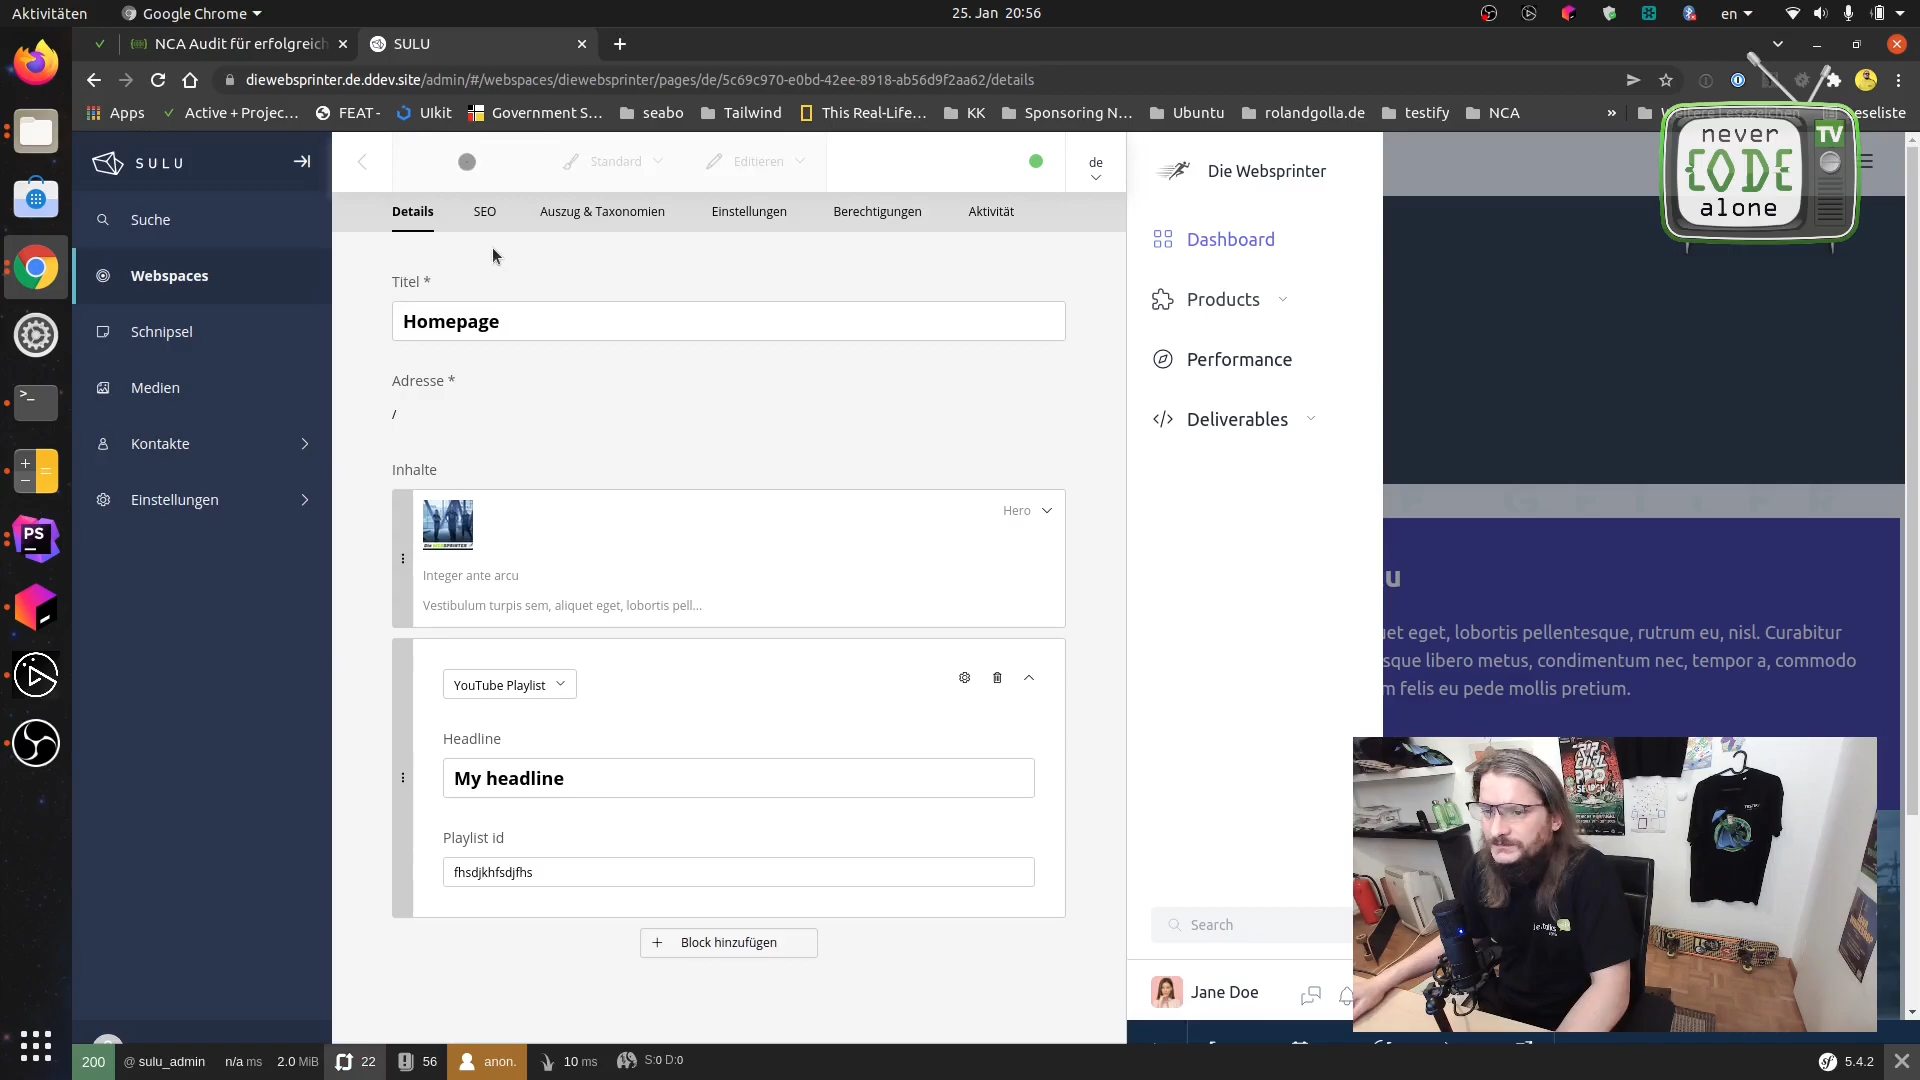 Aktivitäten
Google Chrome
25. Jan 20:56
en
NCA Audit für erfolgreich
SULU
diewebsprinter.de.ddev.site/admin/#/webspaces/diewebsprinter/pages/de/5c69c970-e0bd-42ee-8918-ab56d9f2aa62/details
Apps
Active + Projec...
FEAT -
UIkit
Government S...
seabo
Tailwind
This Real-Life...
KK
Sponsoring N...
Ubuntu
rolandgolla.de
testify
NCA
»
Weitere Lesezeichen
Leseliste
never
CODE
alone
TV
SULU
Suche
Webspaces
Schnipsel
Medien
Kontakte
Einstellungen
Standard
Editieren
de
Details
SEO
Auszug & Taxonomien
Einstellungen
Berechtigungen
Aktivität
Titel *
Homepage
Adresse *
/
Inhalte
Hero
Integer ante arcu
Vestibulum turpis sem, aliquet eget, lobortis pell...
YouTube Playlist
Headline
My headline
Playlist id
fhsdjkhfsdjfhs
Block hinzufügen
Die Websprinter
Dashboard
Products
Performance
Deliverables
Search
Jane Doe
u
uet eget, lobortis pellentesque, rutrum eu, nisl. Curabitur
sque libero metus, condimentum nec, tempor a, commodo
m felis eu pede mollis pretium.
PS
200
@ sulu_admin
n/a ms
2.0 MiB
22
56
anon.
10 ms
S:0 D:0
5.4.2